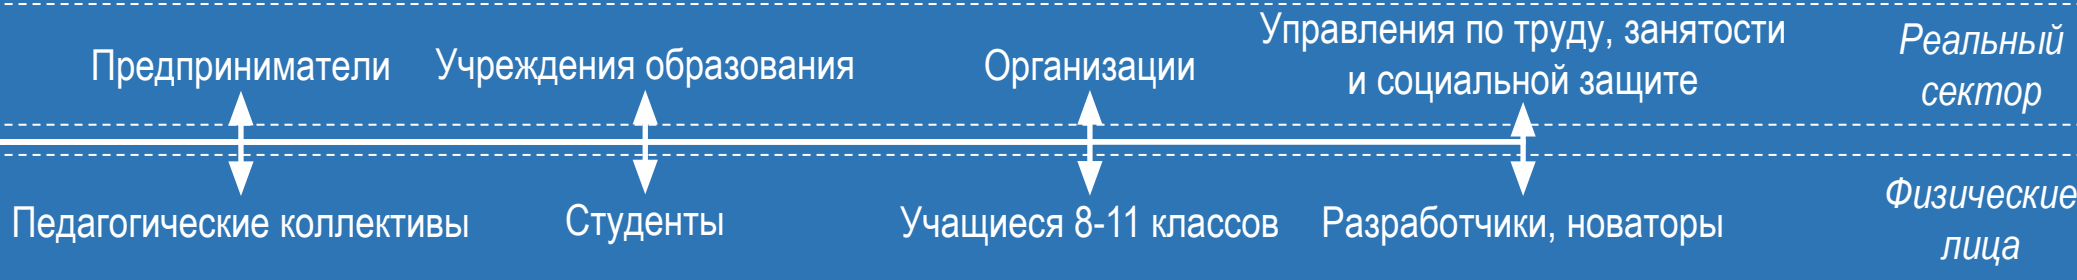 Предприниматели
Учреждения образования
Организации
Управления по труду, занятости
и социальной защите
Реальный
сектор
Педагогические коллективы
Студенты
Учащиеся 8-11 классов
Разработчики, новаторы
Физические
лица